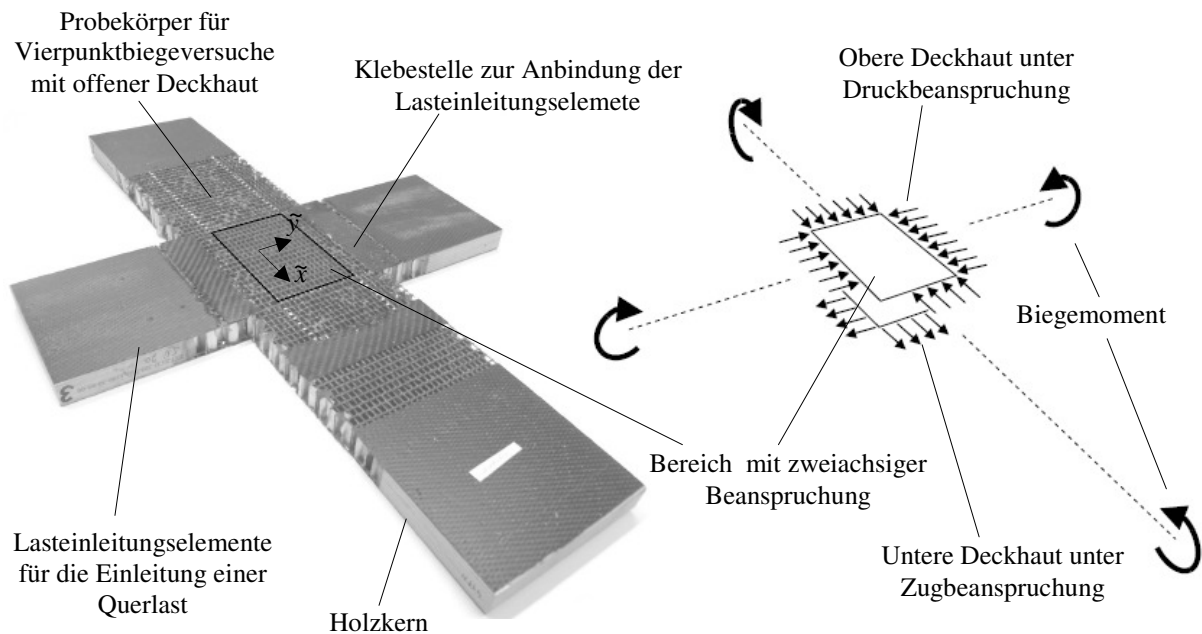 Probekörper für
Vierpunktbiegeversuche
mit offener Deckhaut
Klebestelle zur Anbindung der
Lasteinleitungselemete
Obere Deckhaut unter
Druckbeanspruchung
ỹ
x̃
Biegemoment
Bereich mit zweiachsiger
Beanspruchung
3
Lasteinleitungselemente
für die Einleitung einer
Querlast
Holzkern
Untere Deckhaut unter
Zugbeanspruchung